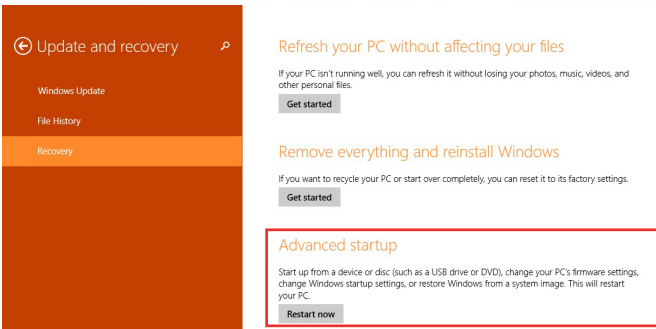 Update and recovery
Windows Update
File History
Recovery
Refresh your PC without affecting your files
If your PC isn't running well, you can refresh it without losing your photos, music, videos, and
other personal files.
Get started
Remove everything and reinstall Windows
If you want to recycle your PC or start over completely, you can reset it to its factory settings.
Get started
Advanced startup
Start up from a device or disc (such as a USB drive or DVD), change your PC's firmware settings,
change Windows startup settings, or restore Windows from a system image. This will restart
your PC.
Restart now